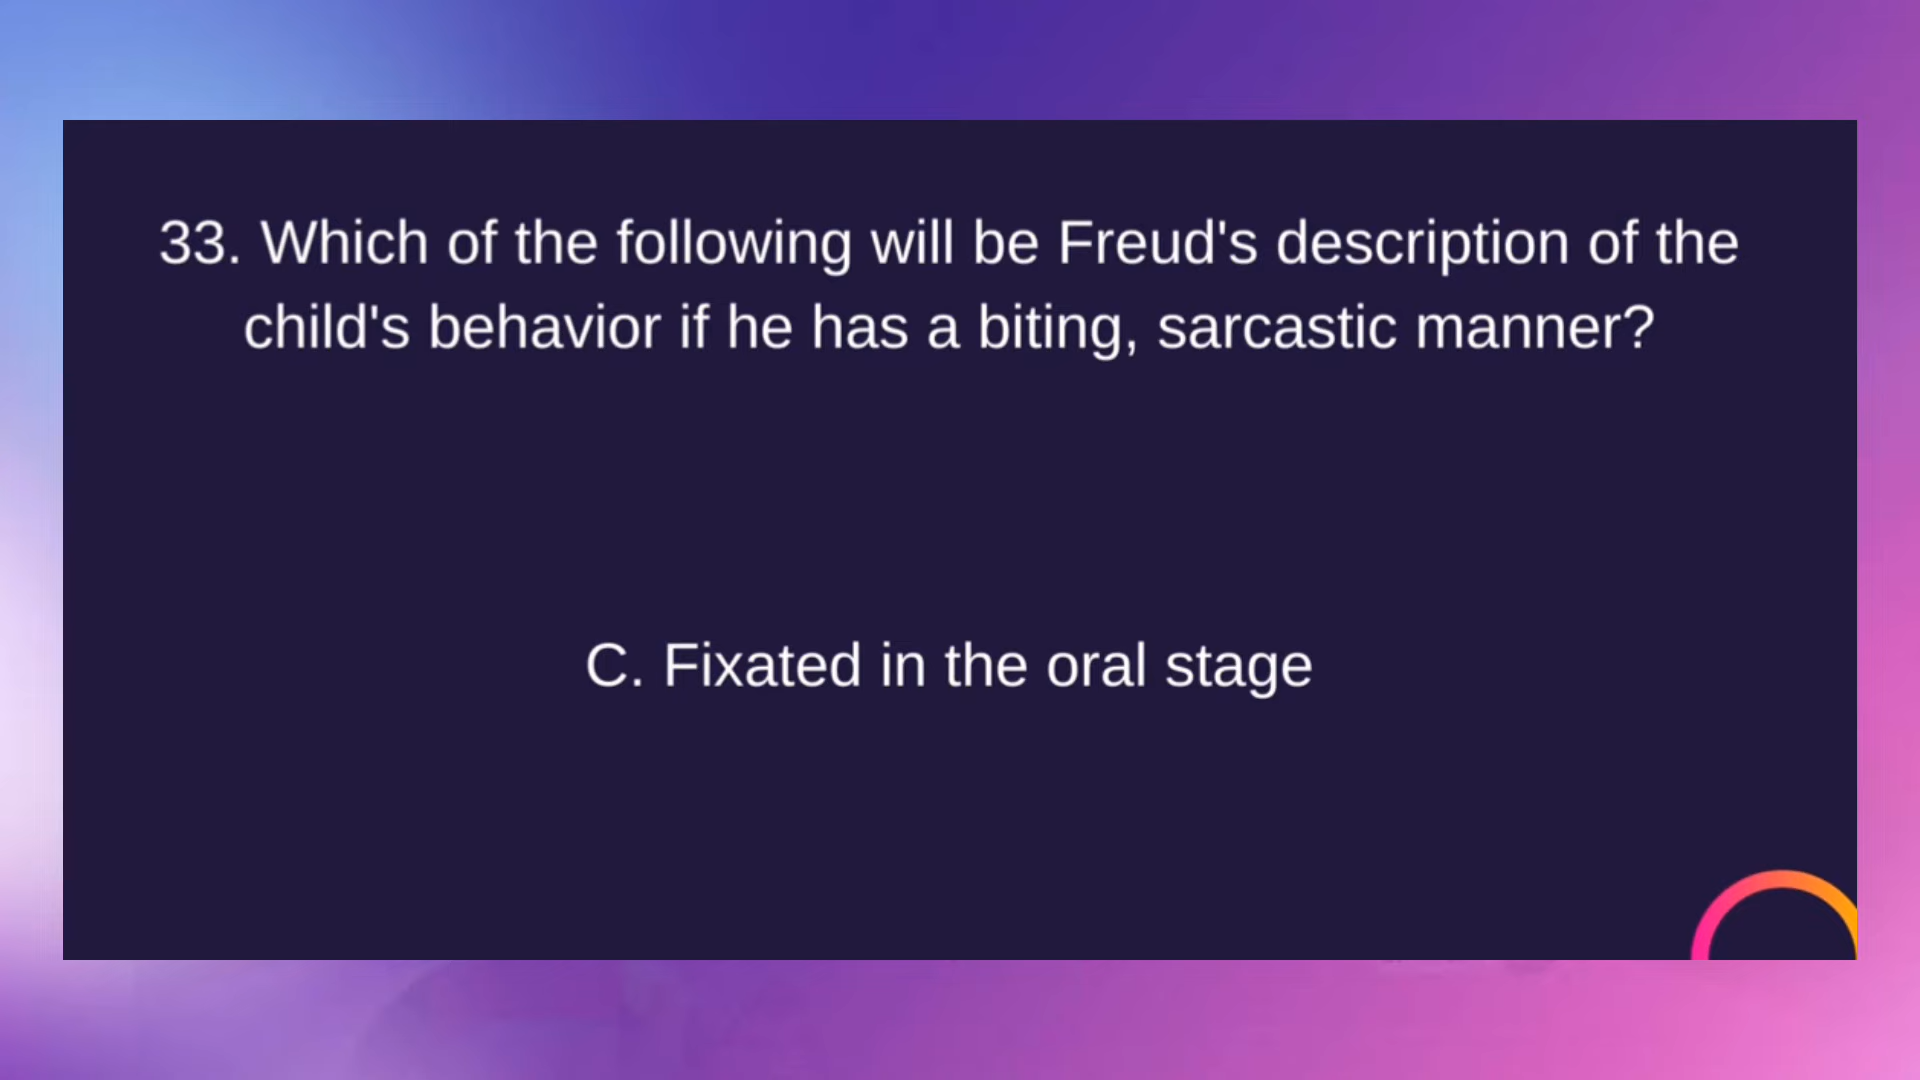 33. Which of the following will be Freud's description of the
child's behavior if he has a biting, sarcastic manner?
C. Fixated in the oral stage